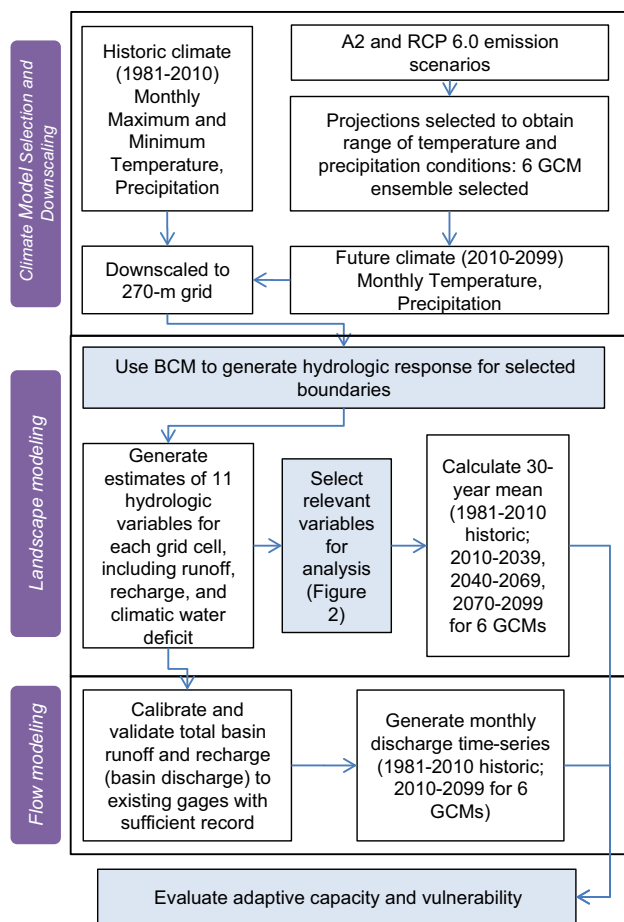 Climate Model Selection and
Downscaling
Historic climate
(1981-2010)
Monthly
Maximum and
Minimum
Temperature,
Precipitation
A2 and RCP 6.0 emission
scenarios
Projections selected to obtain
range of temperature and
precipitation conditions: 6 GCM
ensemble selected
Downscaled to
270-m grid
Future climate (2010-2099)
Monthly Temperature,
Precipitation
Landscape modeling
Use BCM to generate hydrologic response for selected
boundaries
Generate
estimates of 11
hydrologic
variables for
each grid cell,
including runoff,
recharge, and
climatic water
deficit
Select
relevant
variables for
analysis
(Figure
2)
Calculate 30-
year mean
(1981-2010
historic;
2010-2039,
2040-2069,
2070-2099
for 6 GCMs
Flow modeling
Calibrate and
validate total basin
runoff and recharge
(basin discharge) to
existing gages with
sufficient record
Generate monthly
discharge time-series
(1981-2010 historic;
2010-2099 for 6
GCMs)
Evaluate adaptive capacity and vulnerability